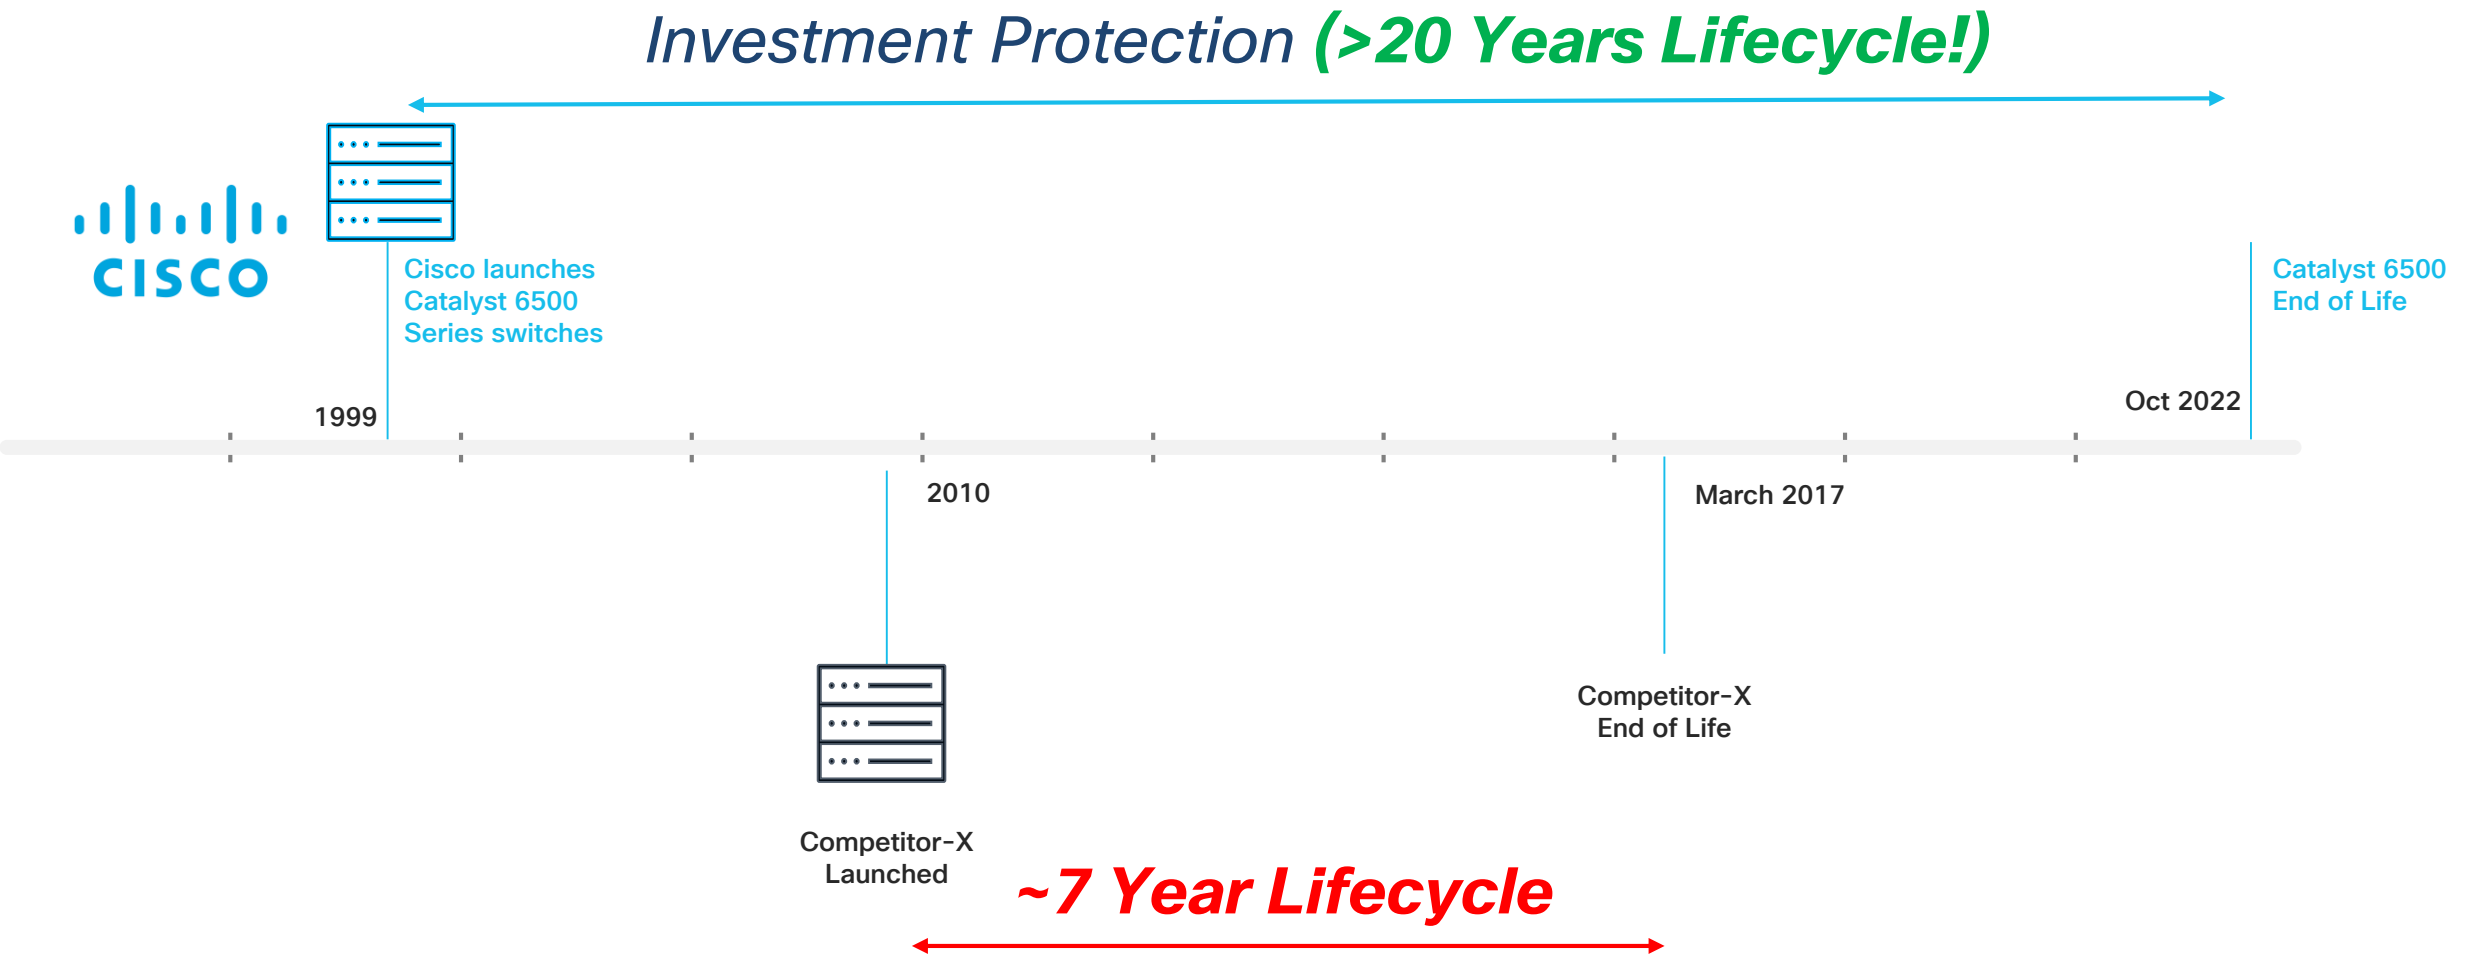 Investment Protection (>20 Years Lifecycle!)
CISCO
Cisco launches
Catalyst 6500
Series switches
Catalyst 6500
End of Life
1999
Oct 2022
2010
March 2017
Competitor-X
End of Life
Competitor-X
Launched
~7 Year Lifecycle